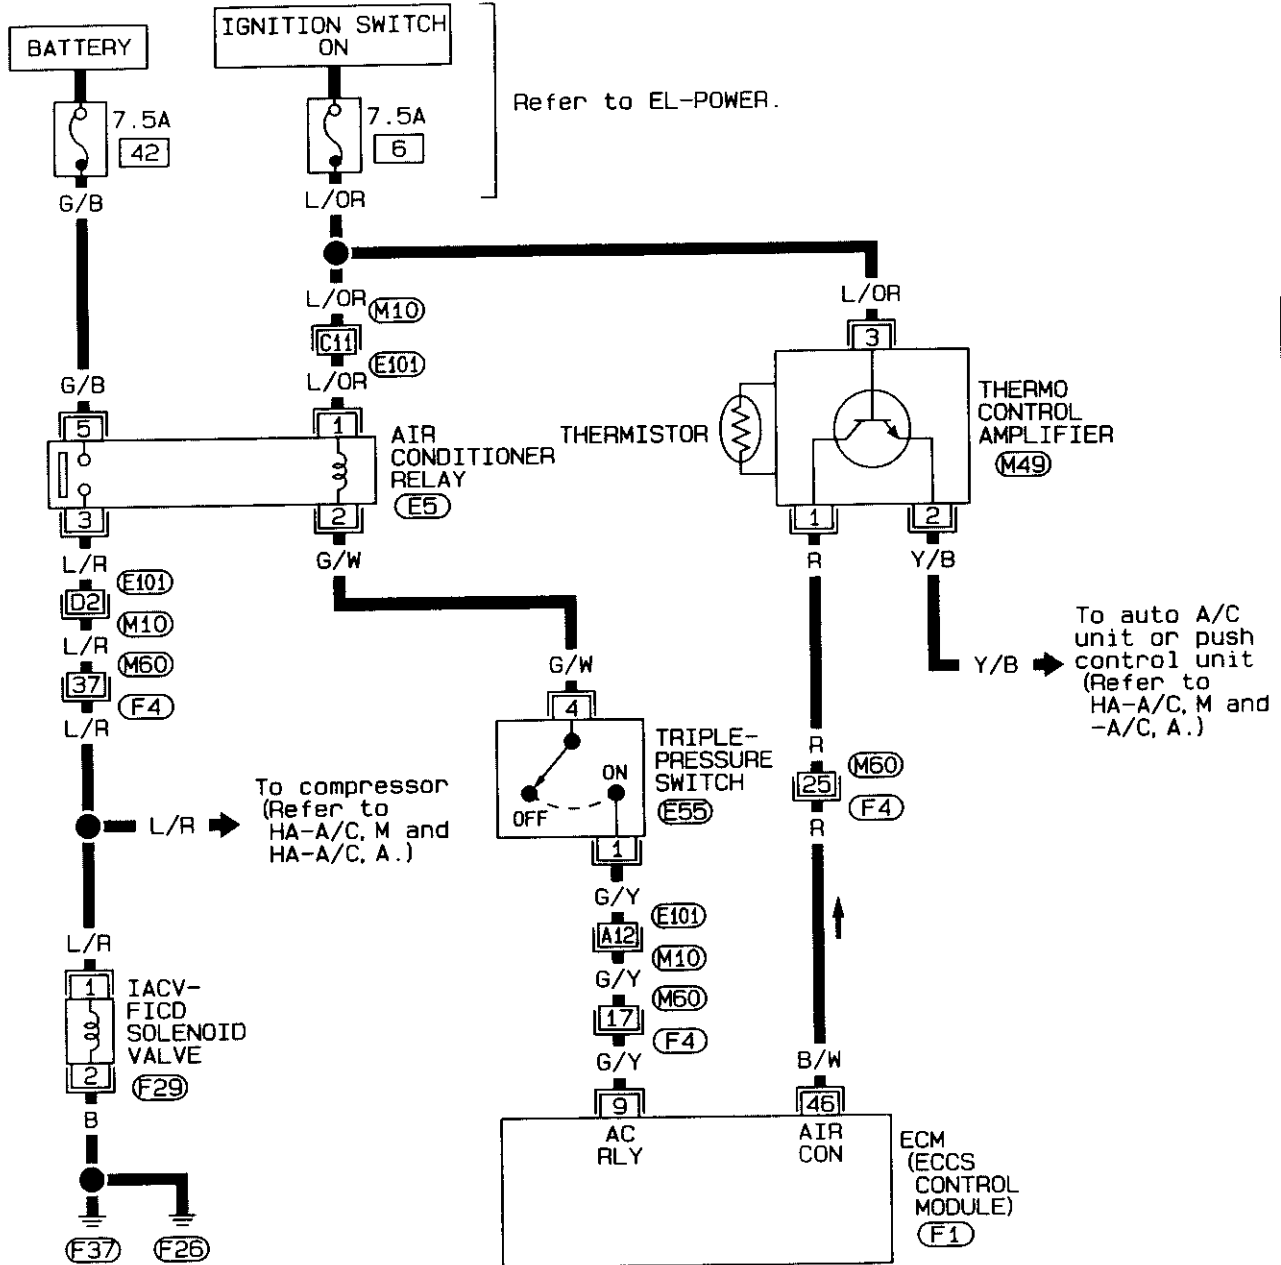 BATTERY
IGNITION SWITCH
ON
Refer to EL-POWER.
7.5A
42
7.5A
6
G/B
L/OR
L/OR
M10
C11
E101
L/OR
G/B
L/OR
3
5
1
AIR
CONDITIONER
RELAY
E5
3
2
THERMISTOR
THERMO
CONTROL
AMPLIFIER
M49
1
2
L/R
E101
D2
M10
L/R
M60
37
F4
L/R
G/W
G/W
R
Y/B
Y/B
To auto A/C
unit or push
control unit
(Refer to
HA-A/C, M and
-A/C, A.)
4
TRIPLE-
PRESSURE
SWITCH
E55
ON
OFF
1
R
25
M60
F4
R
L/R
To compressor
(Refer to
HA-A/C, M and
HA-A/C, A.)
L/R
1
IACV-
FICD
SOLENOID
VALVE
2
F29
B
F37
F26
G/Y
E101
A12
M10
G/Y
M60
17
F4
G/Y
B/W
9
46
AC
RLY
AIR
CON
ECM
(ECCS
CONTROL
MODULE)
F1